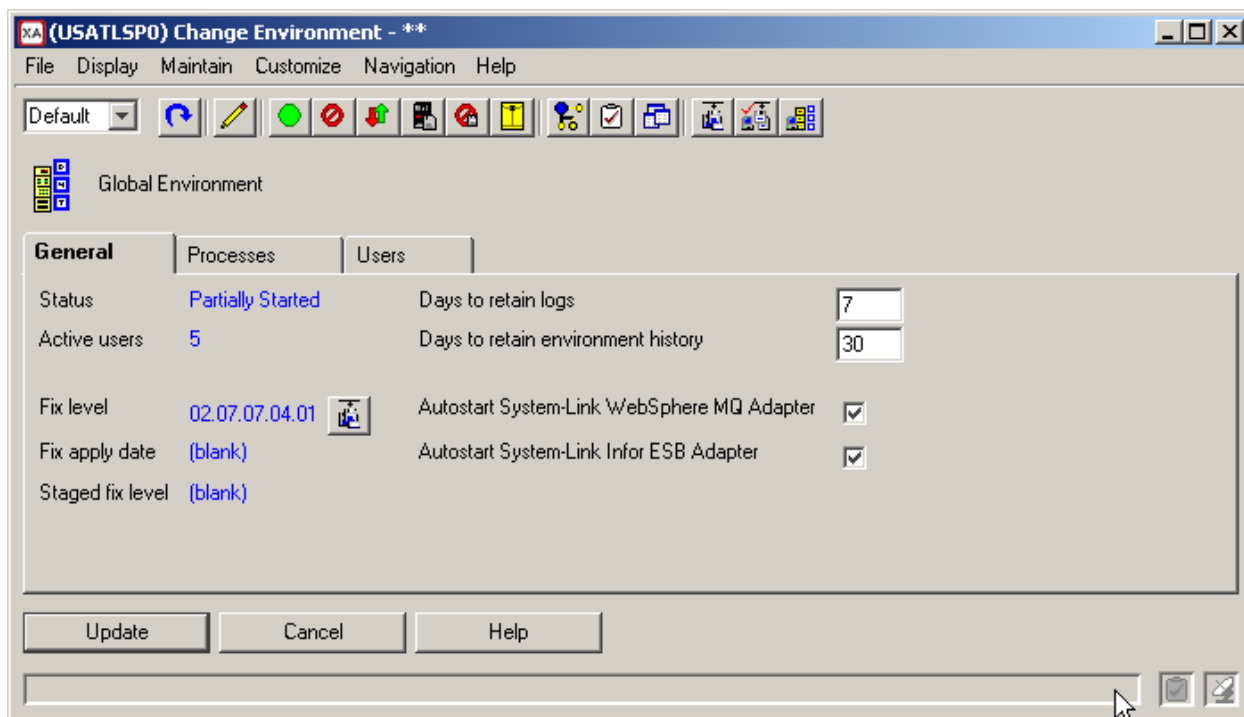 XA (USATLSP0) Change Environment - **
File Display Maintain Customize Navigation Help
Default
Global Environment
General Processes Users
Status Partially Started Days to retain logs 7
Active users 5 Days to retain environment history 30
Fix level 02.07.07.04.01 Autostart System-Link WebSphere MQ Adapter
Fix apply date (blank) Autostart System-Link Infor ESB Adapter
Staged fix level (blank)
Update Cancel Help